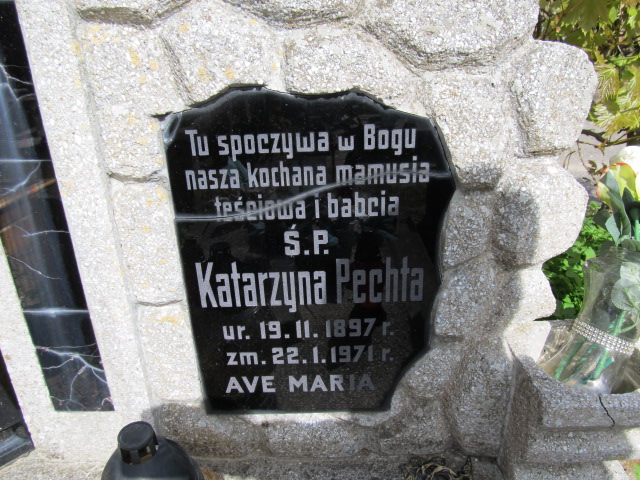 Tu spoczywa w Bogu
nasza kochana mamusia
teściowa i babcia
Ś.P.
Katarzyna Pechta
ur. 19.11.1897 r.
zm. 22.1.1971 r.
AVE MARIA